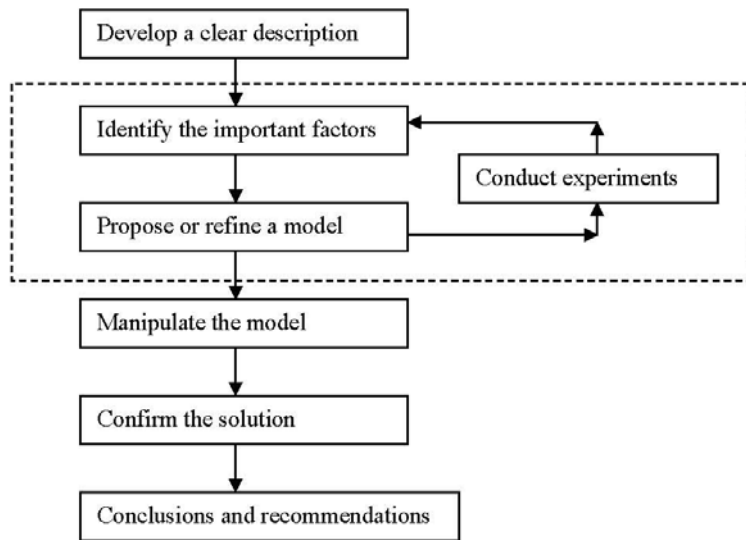 Develop a clear description
Identify the important factors
Conduct experiments
Propose or refine a model
Manipulate the model
Confirm the solution
Conclusions and recommendations